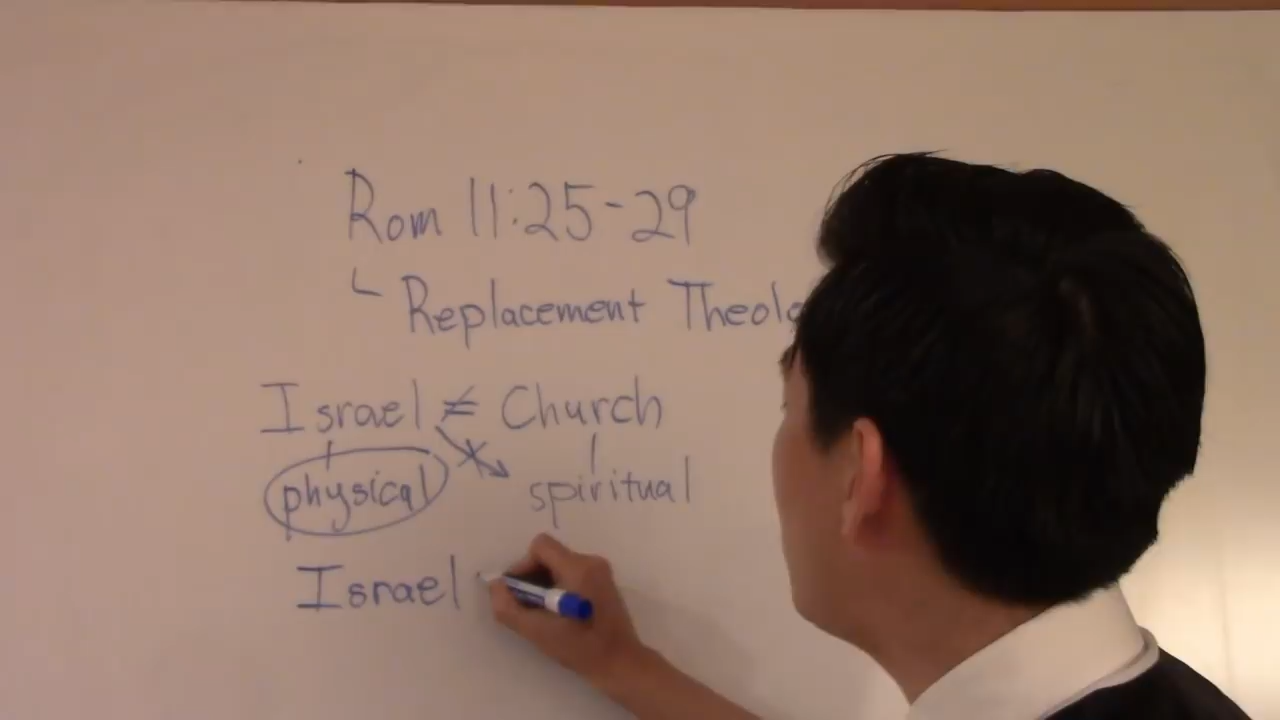 Rom 11:25-29
Replacement Theolo
Israel ≠ Church
physical spiritual
Israel